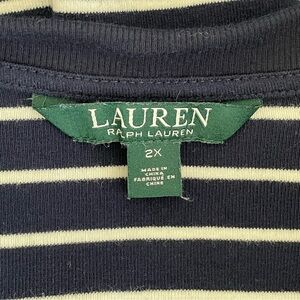 LAUREN
RALPH LAUREN
2X
MADE IN
CHINA
FABRIQUÉ EN
CHINE